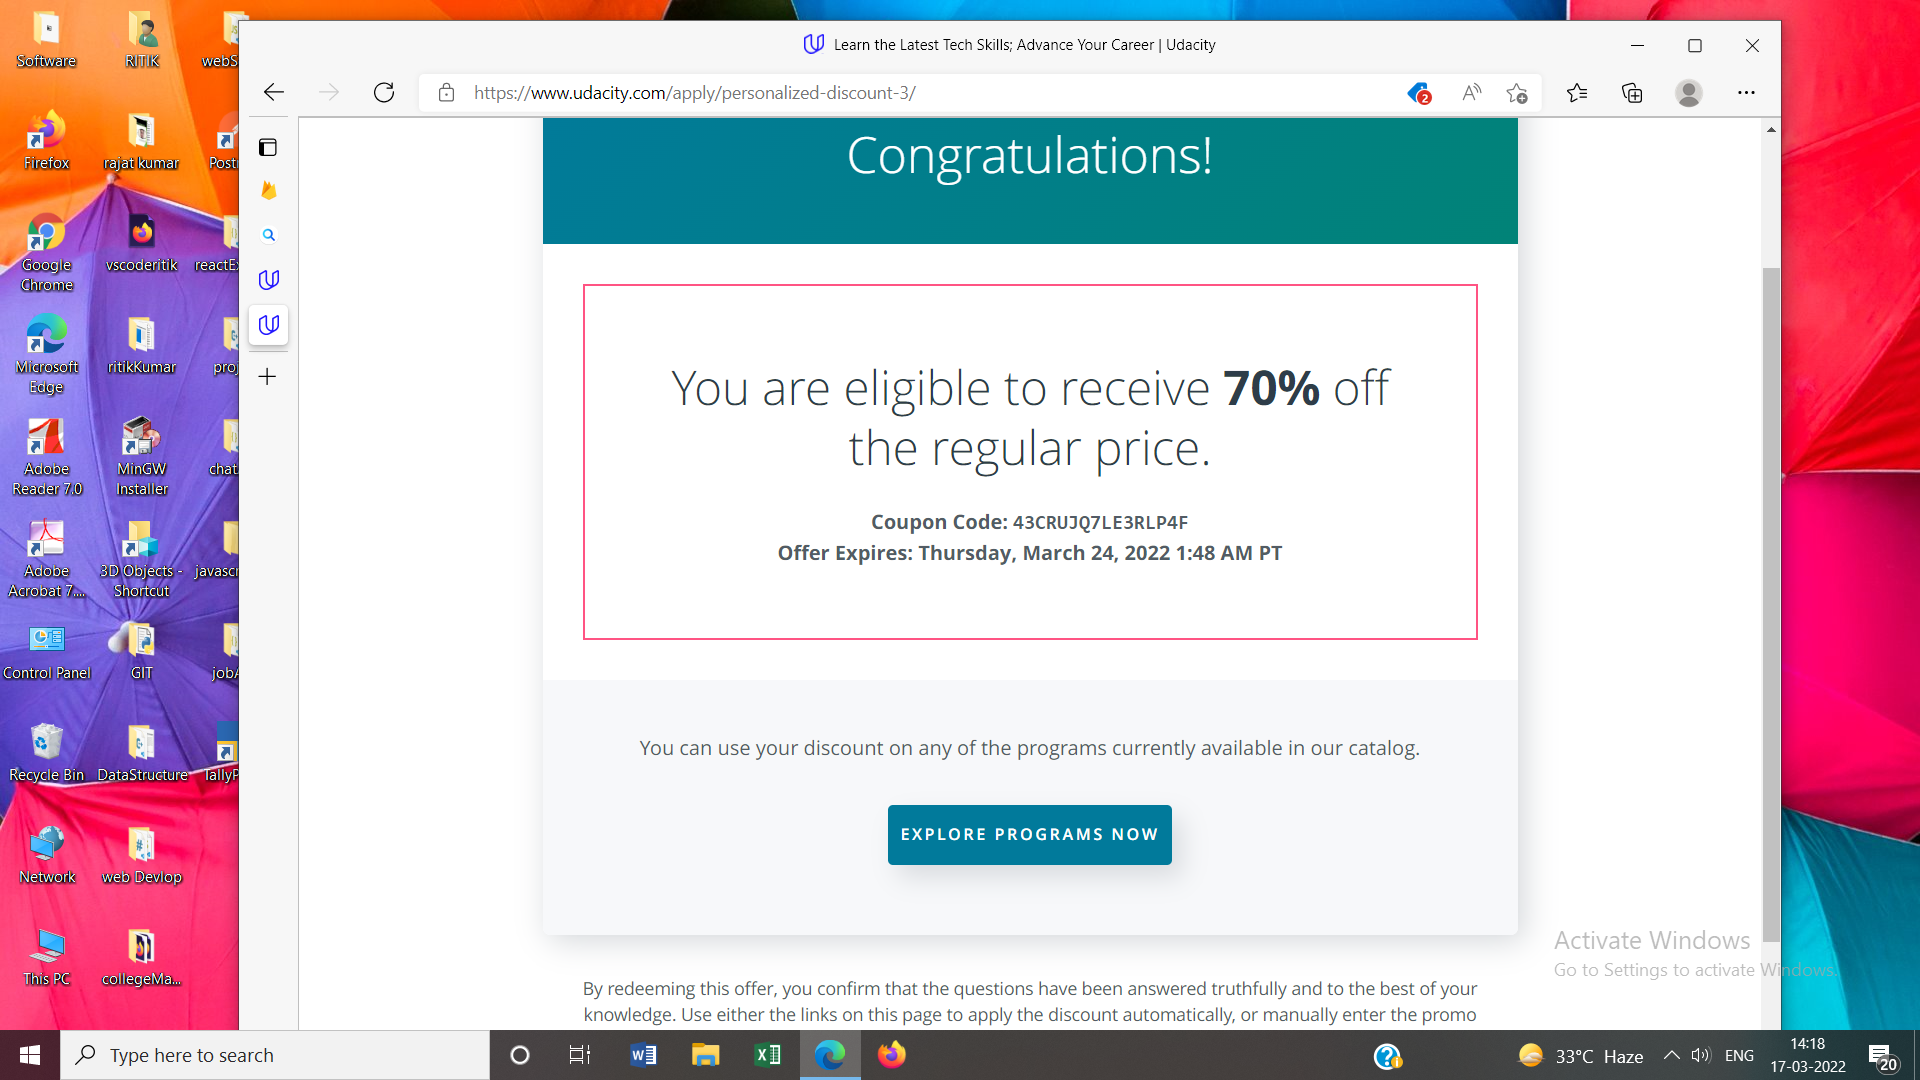 Software
RITIK
Firefox
rajat kumar
Google
Chrome
vscoderitik
Microsoft
Edge
ritikKumar
Adobe
Reader 7.0
MinGW
Installer
Adobe
Acrobat 7....
3D Objects -
Shortcut
Control Panel
GIT
Recycle Bin
DataStructure
Network
web Devlop
This PC
collegeMa...
Learn the Latest Tech Skills; Advance Your Career | Udacity
https://www.udacity.com/apply/personalized-discount-3/
2
Congratulations!
You are eligible to receive 70% off
the regular price.
Coupon Code: 43CRUJQ7LE3RLP4F
Offer Expires: Thursday, March 24, 2022 1:48 AM PT
You can use your discount on any of the programs currently available in our catalog.
EXPLORE PROGRAMS NOW
By redeeming this offer, you confirm that the questions have been answered truthfully and to the best of your
knowledge. Use either the links on this page to apply the discount automatically, or manually enter the promo
Activate Windows
Go to Settings to activate Windows.
Type here to search
33°C Haze
ENG
14:18
17-03-2022
20